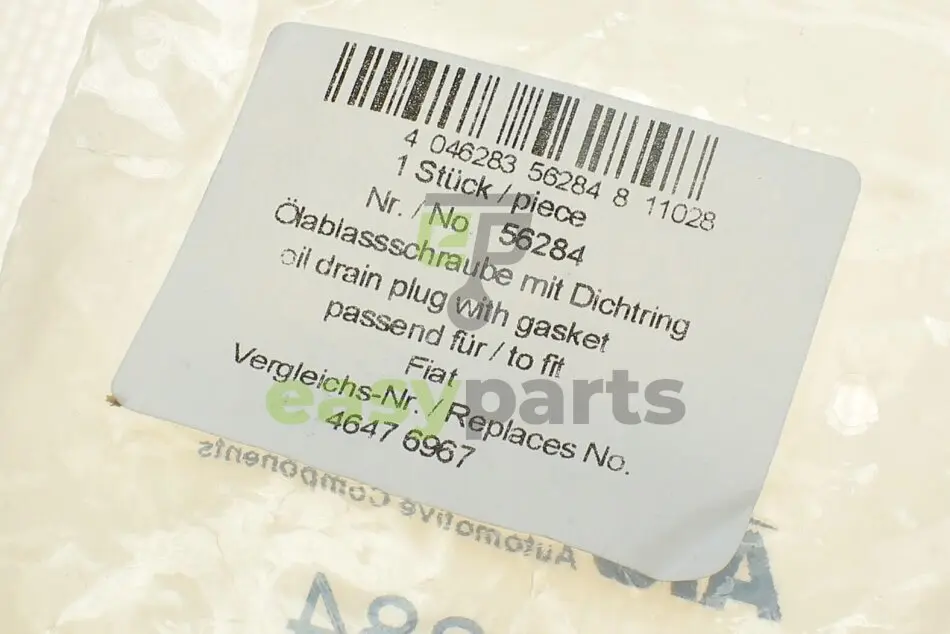 4 046283 56284 8 11028
1 Stück / piece
Nr. / No 56284
Ölablassschraube mit Dichtring
oil drain plug with gasket
passend für / to fit
Fiat
Vergleichs-Nr. / Replaces No.
4647 6967
easyparts
Automotive Components